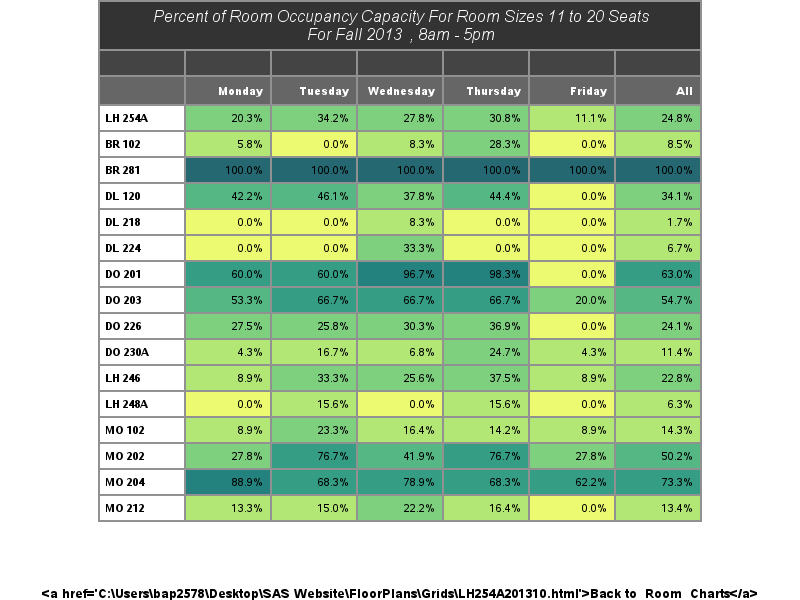 Percent of Room Occupancy Capacity For Room Sizes 11 to 20 Seats
For Fall 2013 , 8am - 5pm
Monday Tuesday Wednesday Thursday Friday All
LH 254A 20.3% 34.2% 27.8% 30.8% 11.1% 24.8%
BR 102 5.8% 0.0% 8.3% 28.3% 0.0% 8.5%
BR 281 100.0% 100.0% 100.0% 100.0% 100.0% 100.0%
DL 120 42.2% 46.1% 37.8% 44.4% 0.0% 34.1%
DL 218 0.0% 0.0% 8.3% 0.0% 0.0% 1.7%
DL 224 0.0% 0.0% 33.3% 0.0% 0.0% 6.7%
DO 201 60.0% 60.0% 96.7% 98.3% 0.0% 63.0%
DO 203 53.3% 66.7% 66.7% 66.7% 20.0% 54.7%
DO 226 27.5% 25.8% 30.3% 36.9% 0.0% 24.1%
DO 230A 4.3% 16.7% 6.8% 24.7% 4.3% 11.4%
LH 246 8.9% 33.3% 25.6% 37.5% 8.9% 22.8%
LH 248A 0.0% 15.6% 0.0% 15.6% 0.0% 6.3%
MO 102 8.9% 23.3% 16.4% 14.2% 8.9% 14.3%
MO 202 27.8% 76.7% 41.9% 76.7% 27.8% 50.2%
MO 204 88.9% 68.3% 78.9% 68.3% 62.2% 73.3%
MO 212 13.3% 15.0% 22.2% 16.4% 0.0% 13.4%
<a href='C:\Users\bap2578\Desktop\SAS Website\FloorPlans\Grids\LH254A201310.html'>Back to Room Charts</a>